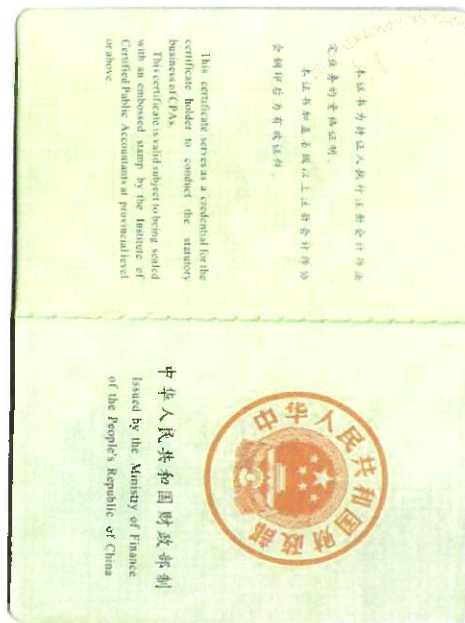 本证书为持证人执行注册会计师法
定业务的资格证明。
本证书加盖省级以上注册会计师协
会钢印后为有效证件。
This certificate serves as a credential for the
certificate holder to conduct the statutory
business of CPAs.
This certificate is valid subject to being sealed
with an embossed stamp by the Institute of
Certified Public Accountants at provincial level
or above.
中华人民共和国财政部
中华人民共和国财政部制
Issued by the Ministry of Finance
of the People's Republic of China